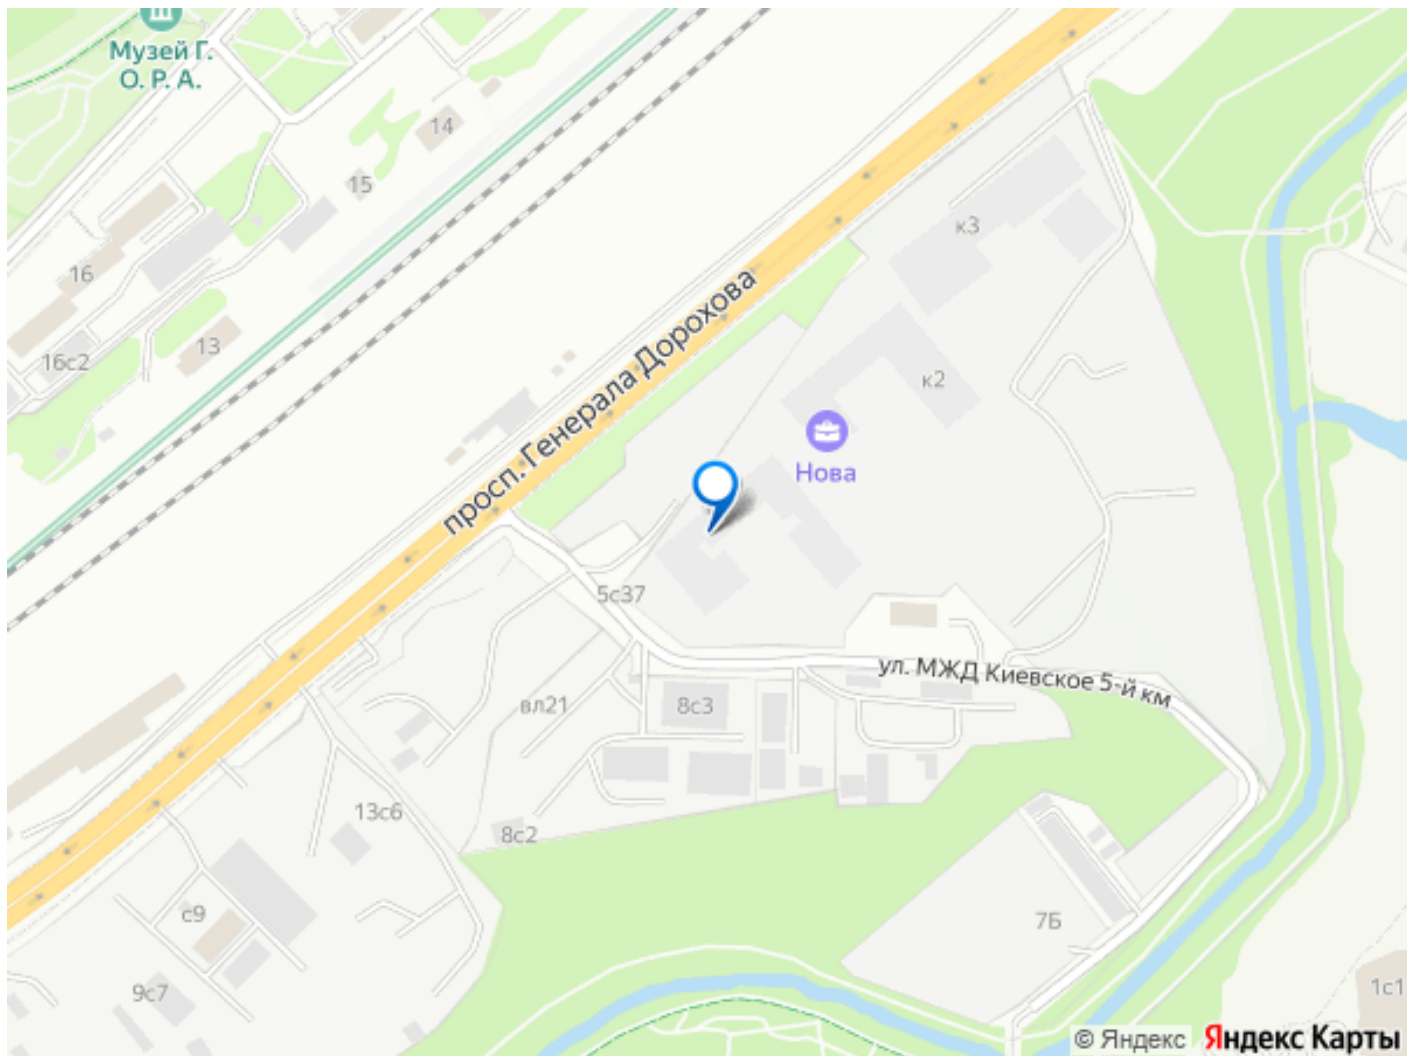 Музей Г.
О. Р. А.
14
15
к3
16
просп. Генерала Дорохова
13
16с2
к2
Нова
5с37
ул. МЖД Киевское 5-й км
вл21
8с3
13с6
8с2
с9
7Б
9с7
1с1
© Яндекс Яндекс Карты